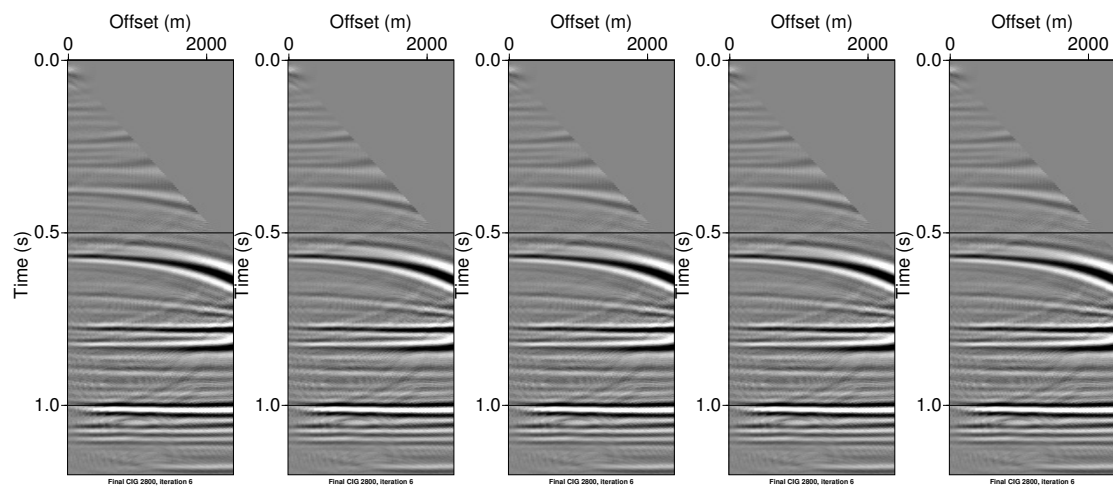 Offset (m) Offset (m) Offset (m) Offset (m) Offset (m)
0 2000 0 2000 0 2000 0 2000 0 2000
0.0 0.0 0.0 0.0 0.0
0.5 0.5 0.5 0.5 0.5
Time (s) Time (s) Time (s) Time (s) Time (s)
1.0 1.0 1.0 1.0 1.0
Final CIG 2800, iteration 6 Final CIG 2800, iteration 6 Final CIG 2800, iteration 6 Final CIG 2800, iteration 6 Final CIG 2800, iteration 6